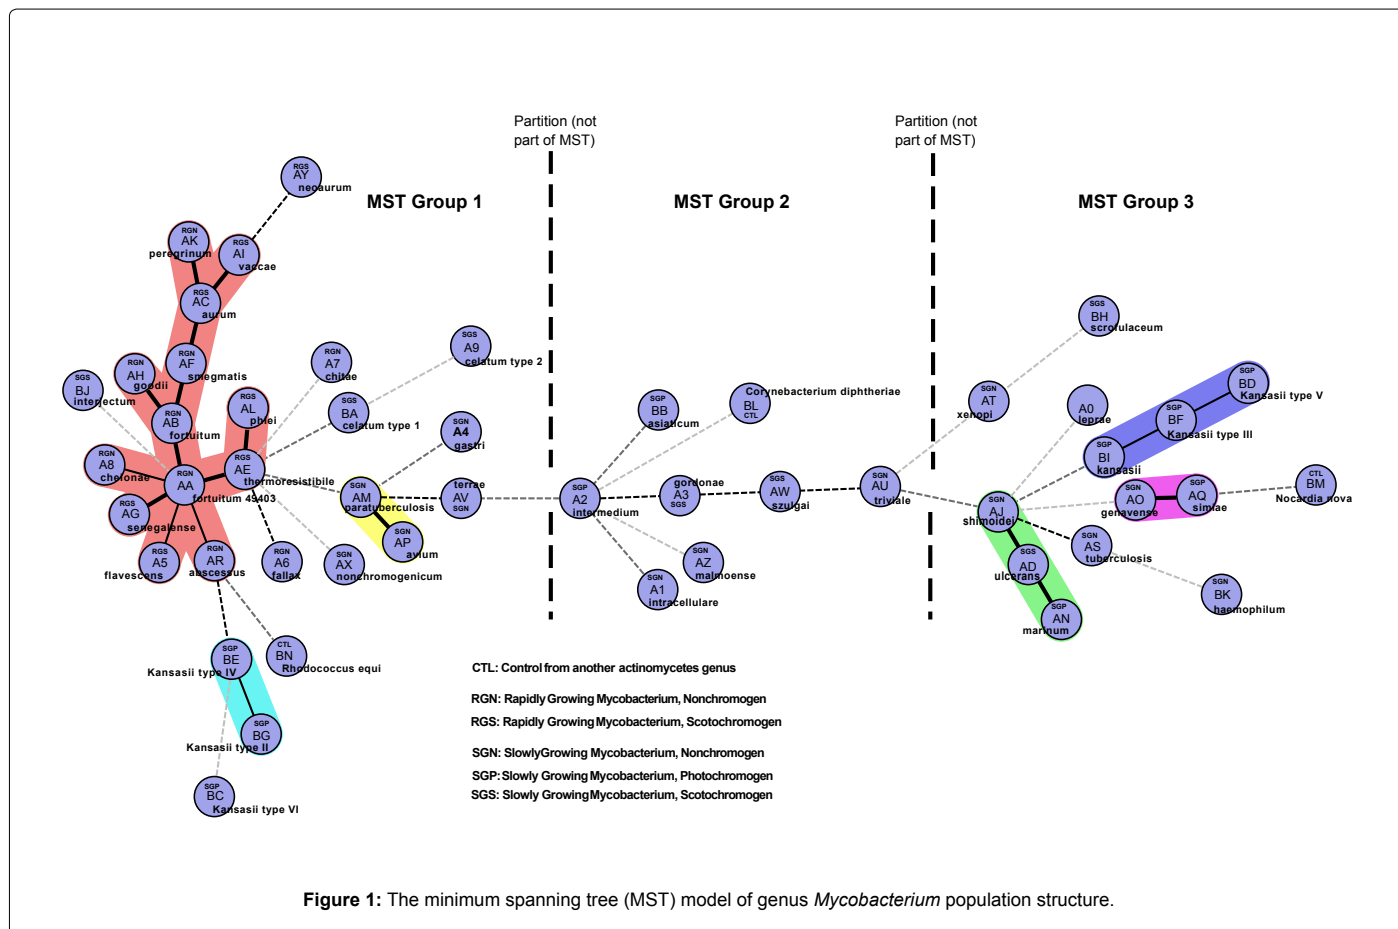 Partition (not
part of MST)
Partition (not
part of MST)
MST Group 1
MST Group 2
MST Group 3
RGS
AY
neoaurum
RGN
AK
peregrinum
RGS
AI
vaccae
RGS
AC
aurum
RGN
AF
smegmatis
RGN
AH
goodii
SGS
BJ
interjectum
RGN
AB
fortuitum
RGS
AL
phlei
RGN
A7
chitae
SGS
A9
celatum type 2
SGS
BA
celatum type 1
SGN
A4
gastri
RGN
A8
chelonae
RGN
AA
fortuitum 49403
RGS
AE
thermoresistibile
RGS
AG
senegalense
RGS
A5
flavescens
RGN
AR
abscessus
RGN
A6
fallax
SGN
AX
nonchromogenicum
SGN
AM
paratuberculosis
SGN
AP
avium
terrae
AV
SGN
SGP
BE
Kansasii type IV
CTL
BN
Rhodococcus equi
SGP
BG
Kansasii type II
SGP
BC
Kansasii type VI
SGP
BB
asiaticum
Corynebacterium diphtheriae
BL
CTL
SGP
A2
intermedium
gordonae
A3
SGS
SGS
AW
szulgai
SGN
AU
triviale
SGN
AZ
malmoense
SGN
A1
intracellulare
SGS
BH
scrofulaceum
SGN
AT
xenopi
A0
leprae
SGP
BD
Kansasii type V
SGP
BF
Kansasii type III
SGP
BI
kansasii
SGN
AO
genavense
SGP
AQ
simiae
CTL
BM
Nocardia nova
SGN
AJ
shimoidei
SGN
AS
tuberculosis
SGS
AD
ulcerans
SGN
BK
haemophilum
SGP
AN
marinum
CTL: Control from another actinomycetes genus
RGN: Rapidly Growing Mycobacterium, Nonchromogen
RGS: Rapidly Growing Mycobacterium, Scotochromogen
SGN: SlowlyGrowing Mycobacterium, Nonchromogen
SGP: Slowly Growing Mycobacterium, Photochromogen
SGS: Slowly Growing Mycobacterium, Scotochromogen
Figure 1: The minimum spanning tree (MST) model of genus Mycobacterium population structure.